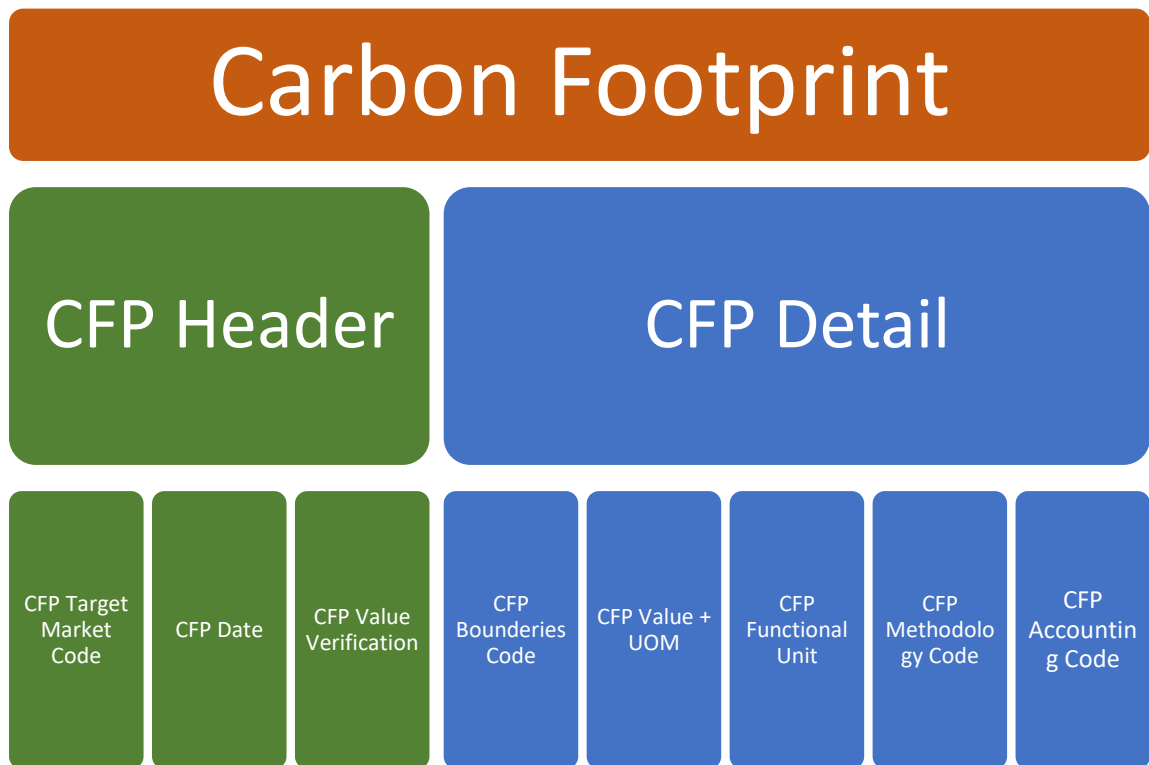 Carbon Footprint
CFP Header
CFP Detail
CFP Target
Market
Code
CFP Date
CFP Value
Verification
CFP
Bounderies
Code
CFP Value +
UOM
CFP
Functional
Unit
CFP
Methodolo
gy Code
CFP
Accountin
g Code